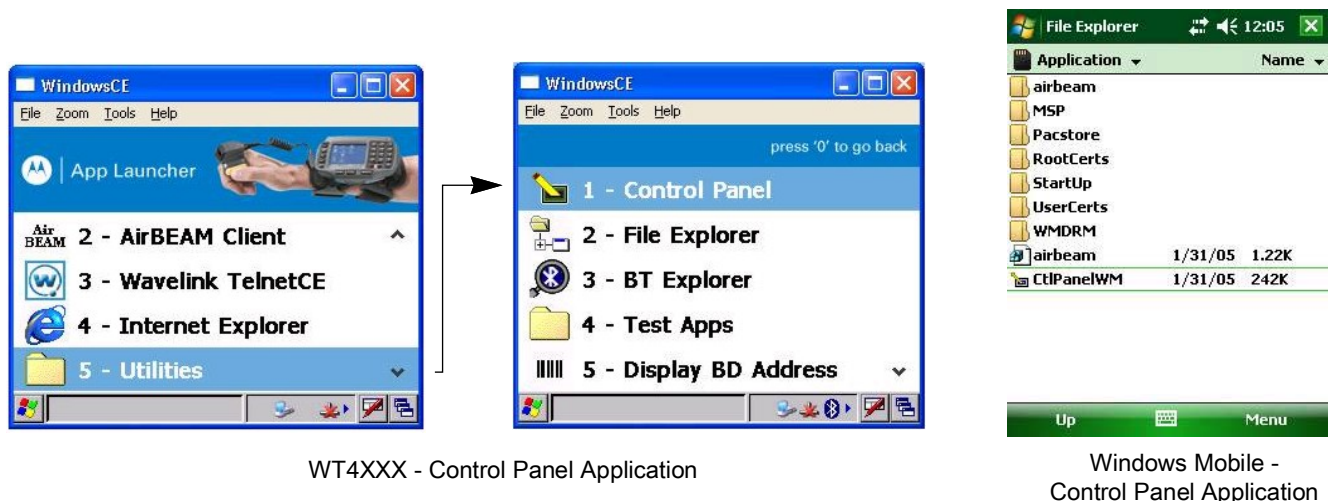 WindowsCE
File Zoom Tools Help
App Launcher
Air
BEAM 2 - AirBEAM Client
3 - Wavelink TelnetCE
4 - Internet Explorer
5 - Utilities
WindowsCE
File Zoom Tools Help
press '0' to go back
1 - Control Panel
2 - File Explorer
3 - BT Explorer
4 - Test Apps
5 - Display BD Address
WT4XXX - Control Panel Application
File Explorer 12:05
Application Name
airbeam
MSP
Pacstore
RootCerts
StartUp
UserCerts
WMDRM
airbeam 1/31/05 1.22K
CtlPanelWM 1/31/05 242K
Up Menu
Windows Mobile -
Control Panel Application